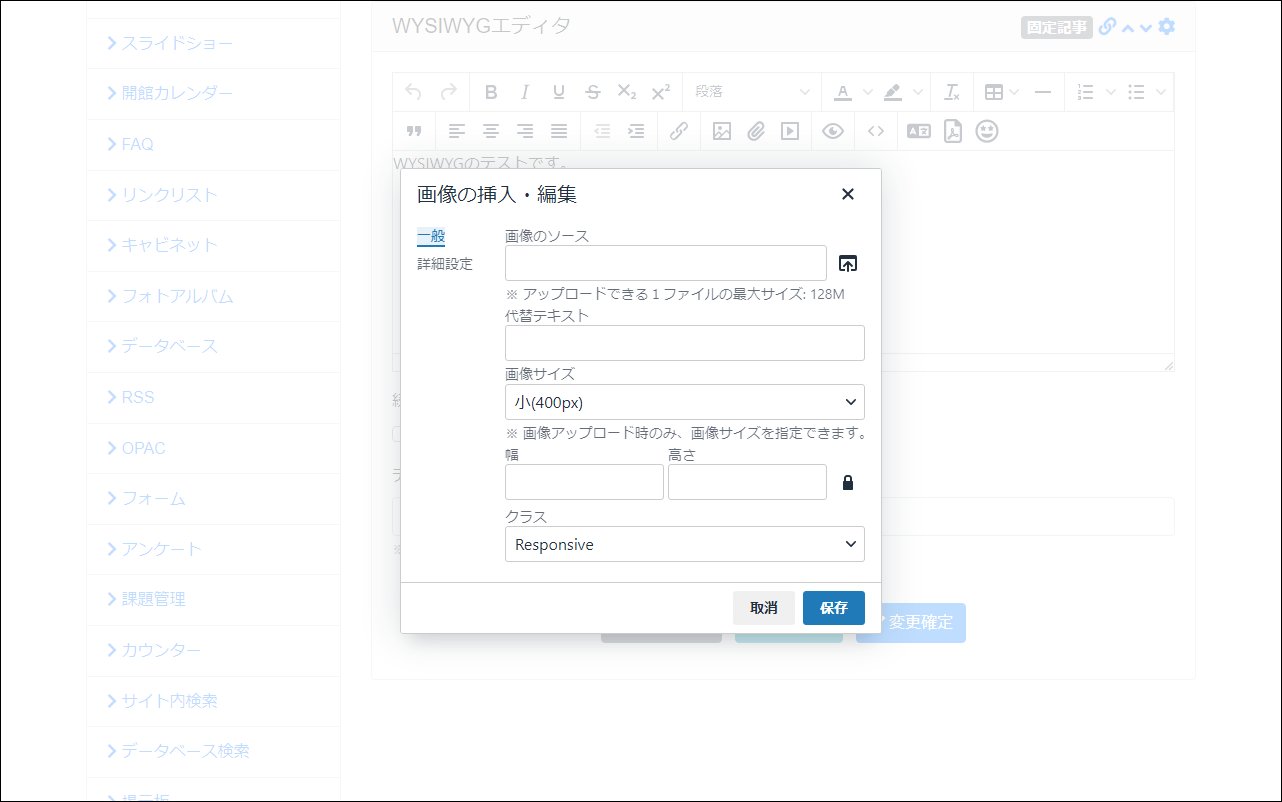 スライドショー
開館カレンダー
FAQ
リンクリスト
キャビネット
フォトアルバム
データベース
RSS
OPAC
フォーム
アンケート
課題管理
カウンター
サイト内検索
データベース検索
掲示板
WYSIWYGエディタ
固定記事
段落
WYSIWYGのテストです。
画像の挿入・編集
一般
詳細設定
画像のソース
※ アップロードできる 1 ファイルの最大サイズ: 128M
代替テキスト
画像サイズ
小(400px)
※ 画像アップロード時のみ、画像サイズを指定できます。
幅 高さ
クラス
Responsive
取消 保存
変更確定